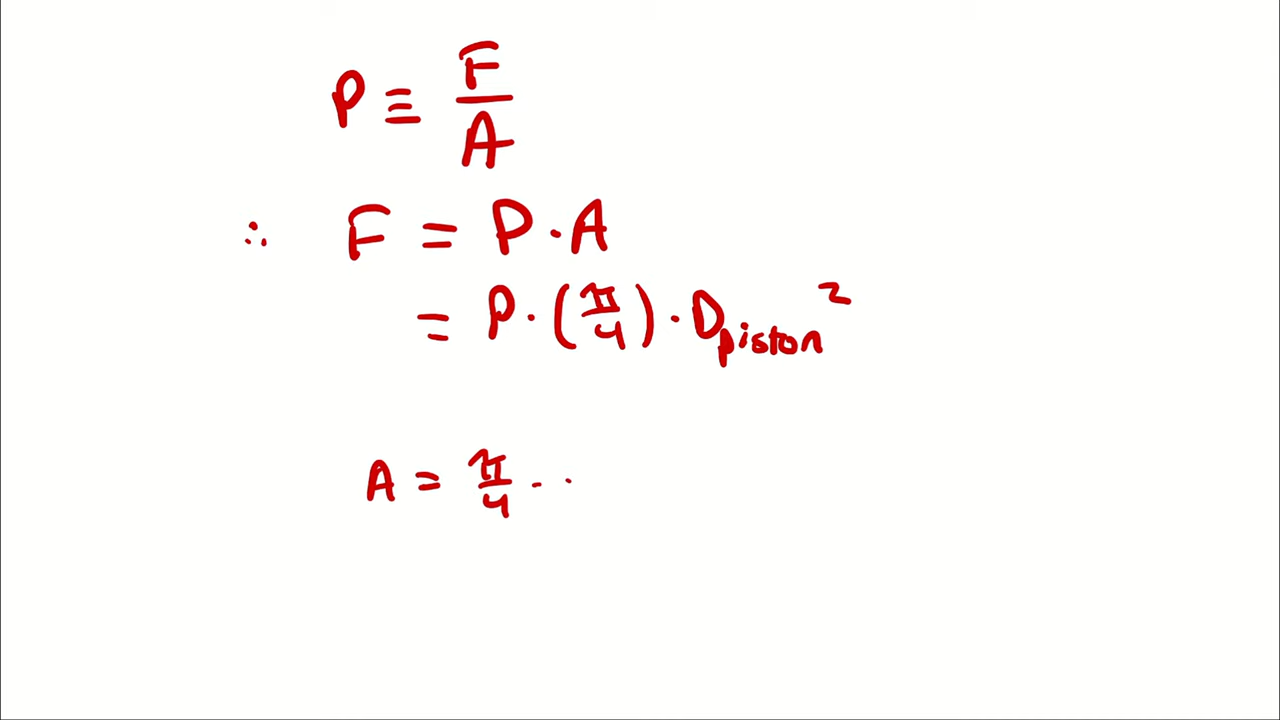 P ≡ F/A
∴ F = P · A
= P · (π/4) · D_piston²
A = π/4 · ·